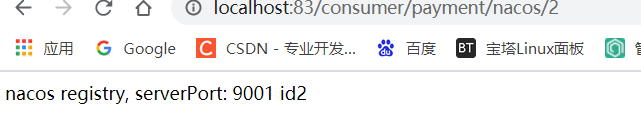 localhost:83/consumer/payment/nacos/2
应用 Google C CSDN - 专业开发... 百度 BT 宝塔Linux面板
nacos registry, serverPort: 9001 id2